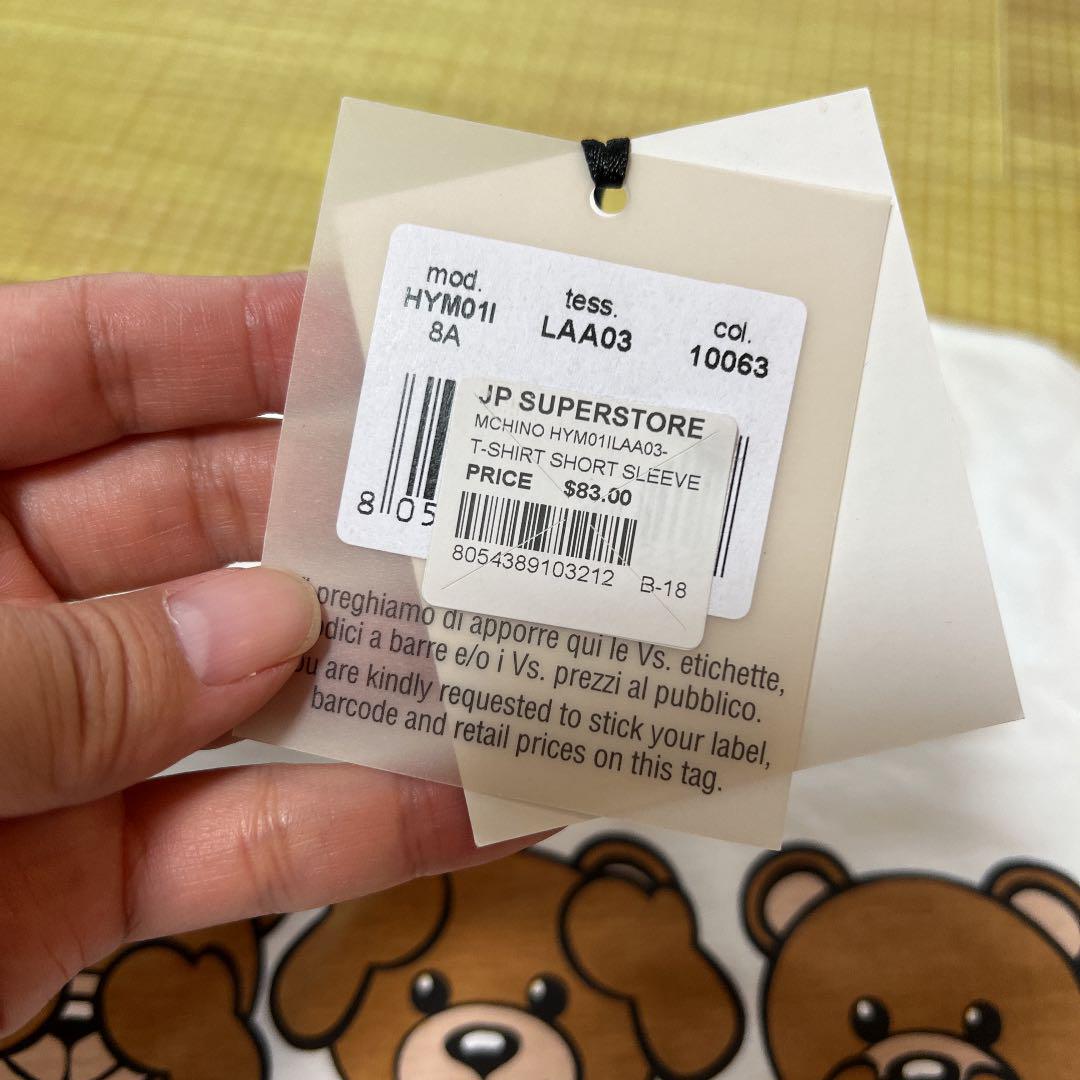 mod.
HYM01I
8A
tess.
LAA03
col.
10063
8 05
JP SUPERSTORE
MCHINO HYM01ILAA03-
T-SHIRT SHORT SLEEVE
PRICE $83.00
8054389103212 B-18
preghiamo di apporre qui le Vs. etichette,
a barre e/o i Vs. prezzi al pubblico.
are kindly requested to stick your label,
barcode and retail prices on this tag.